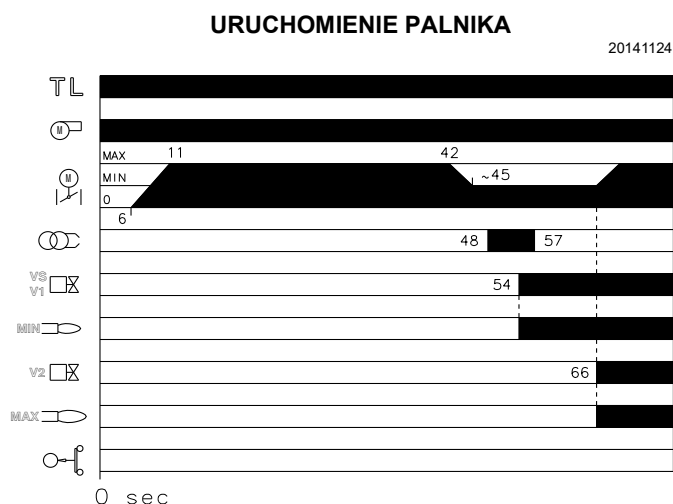 URUCHOMIENIE PALNIKA
20141124
TL
M
MAX 11 42
M
MIN ~45
0
6
48 57
VS
V1 54
MIN
V2 66
MAX
0 sec